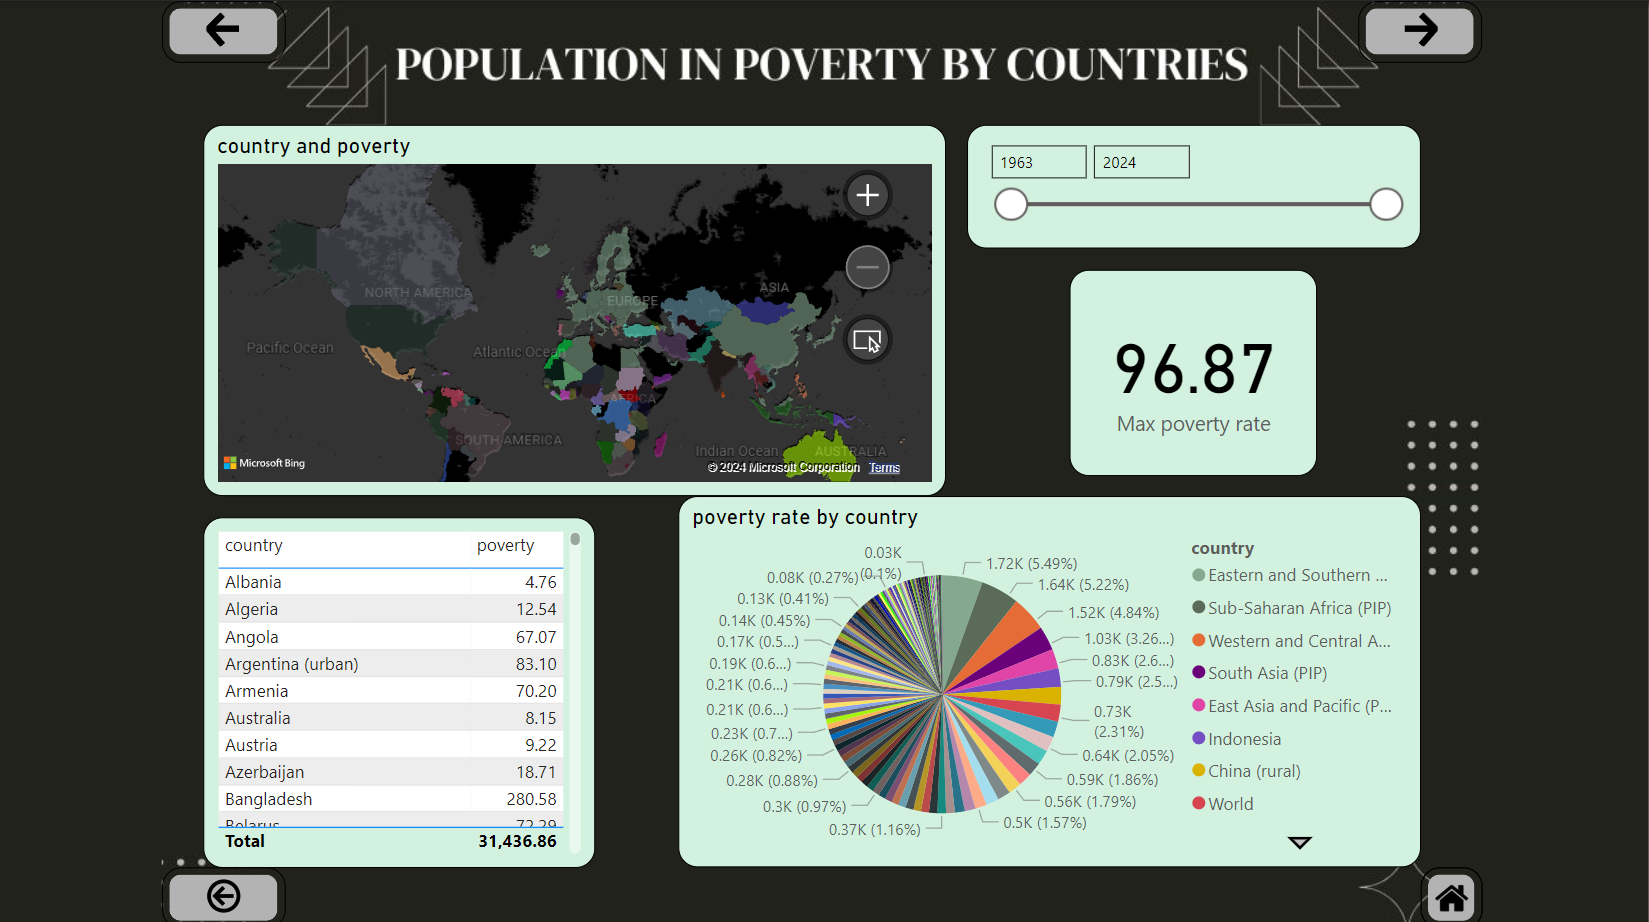 POPULATION IN POVERTY BY COUNTRIES
country and poverty
NORTH AMERICA
EUROPE
ASIA
Pacific Ocean
Atlantic Ocean
AFRICA
SOUTH AMERICA
Indian Ocean
AUSTRALIA
Microsoft Bing
© 2024 Microsoft Corporation Terms
1963 2024
96.87
Max poverty rate
country poverty
Albania 4.76
Algeria 12.54
Angola 67.07
Argentina (urban) 83.10
Armenia 70.20
Australia 8.15
Austria 9.22
Azerbaijan 18.71
Bangladesh 280.58
Belarus 72.29
Total 31,436.86
poverty rate by country
1.72K (5.49%)
1.64K (5.22%)
1.52K (4.84%)
1.03K (3.26...)
0.83K (2.6...)
0.79K (2.5...)
0.73K
(2.31%)
0.64K (2.05%)
0.59K (1.86%)
0.56K (1.79%)
0.5K (1.57%)
0.37K (1.16%)
0.3K (0.97%)
0.28K (0.88%)
0.26K (0.82%)
0.23K (0.7...)
0.21K (0.6...)
0.21K (0.6...)
0.19K (0.6...)
0.17K (0.5...)
0.14K (0.45%)
0.13K (0.41%)
0.08K (0.27%)
0.03K
(0.1%)
country
Eastern and Southern ...
Sub-Saharan Africa (PIP)
Western and Central A...
South Asia (PIP)
East Asia and Pacific (P...
Indonesia
China (rural)
World